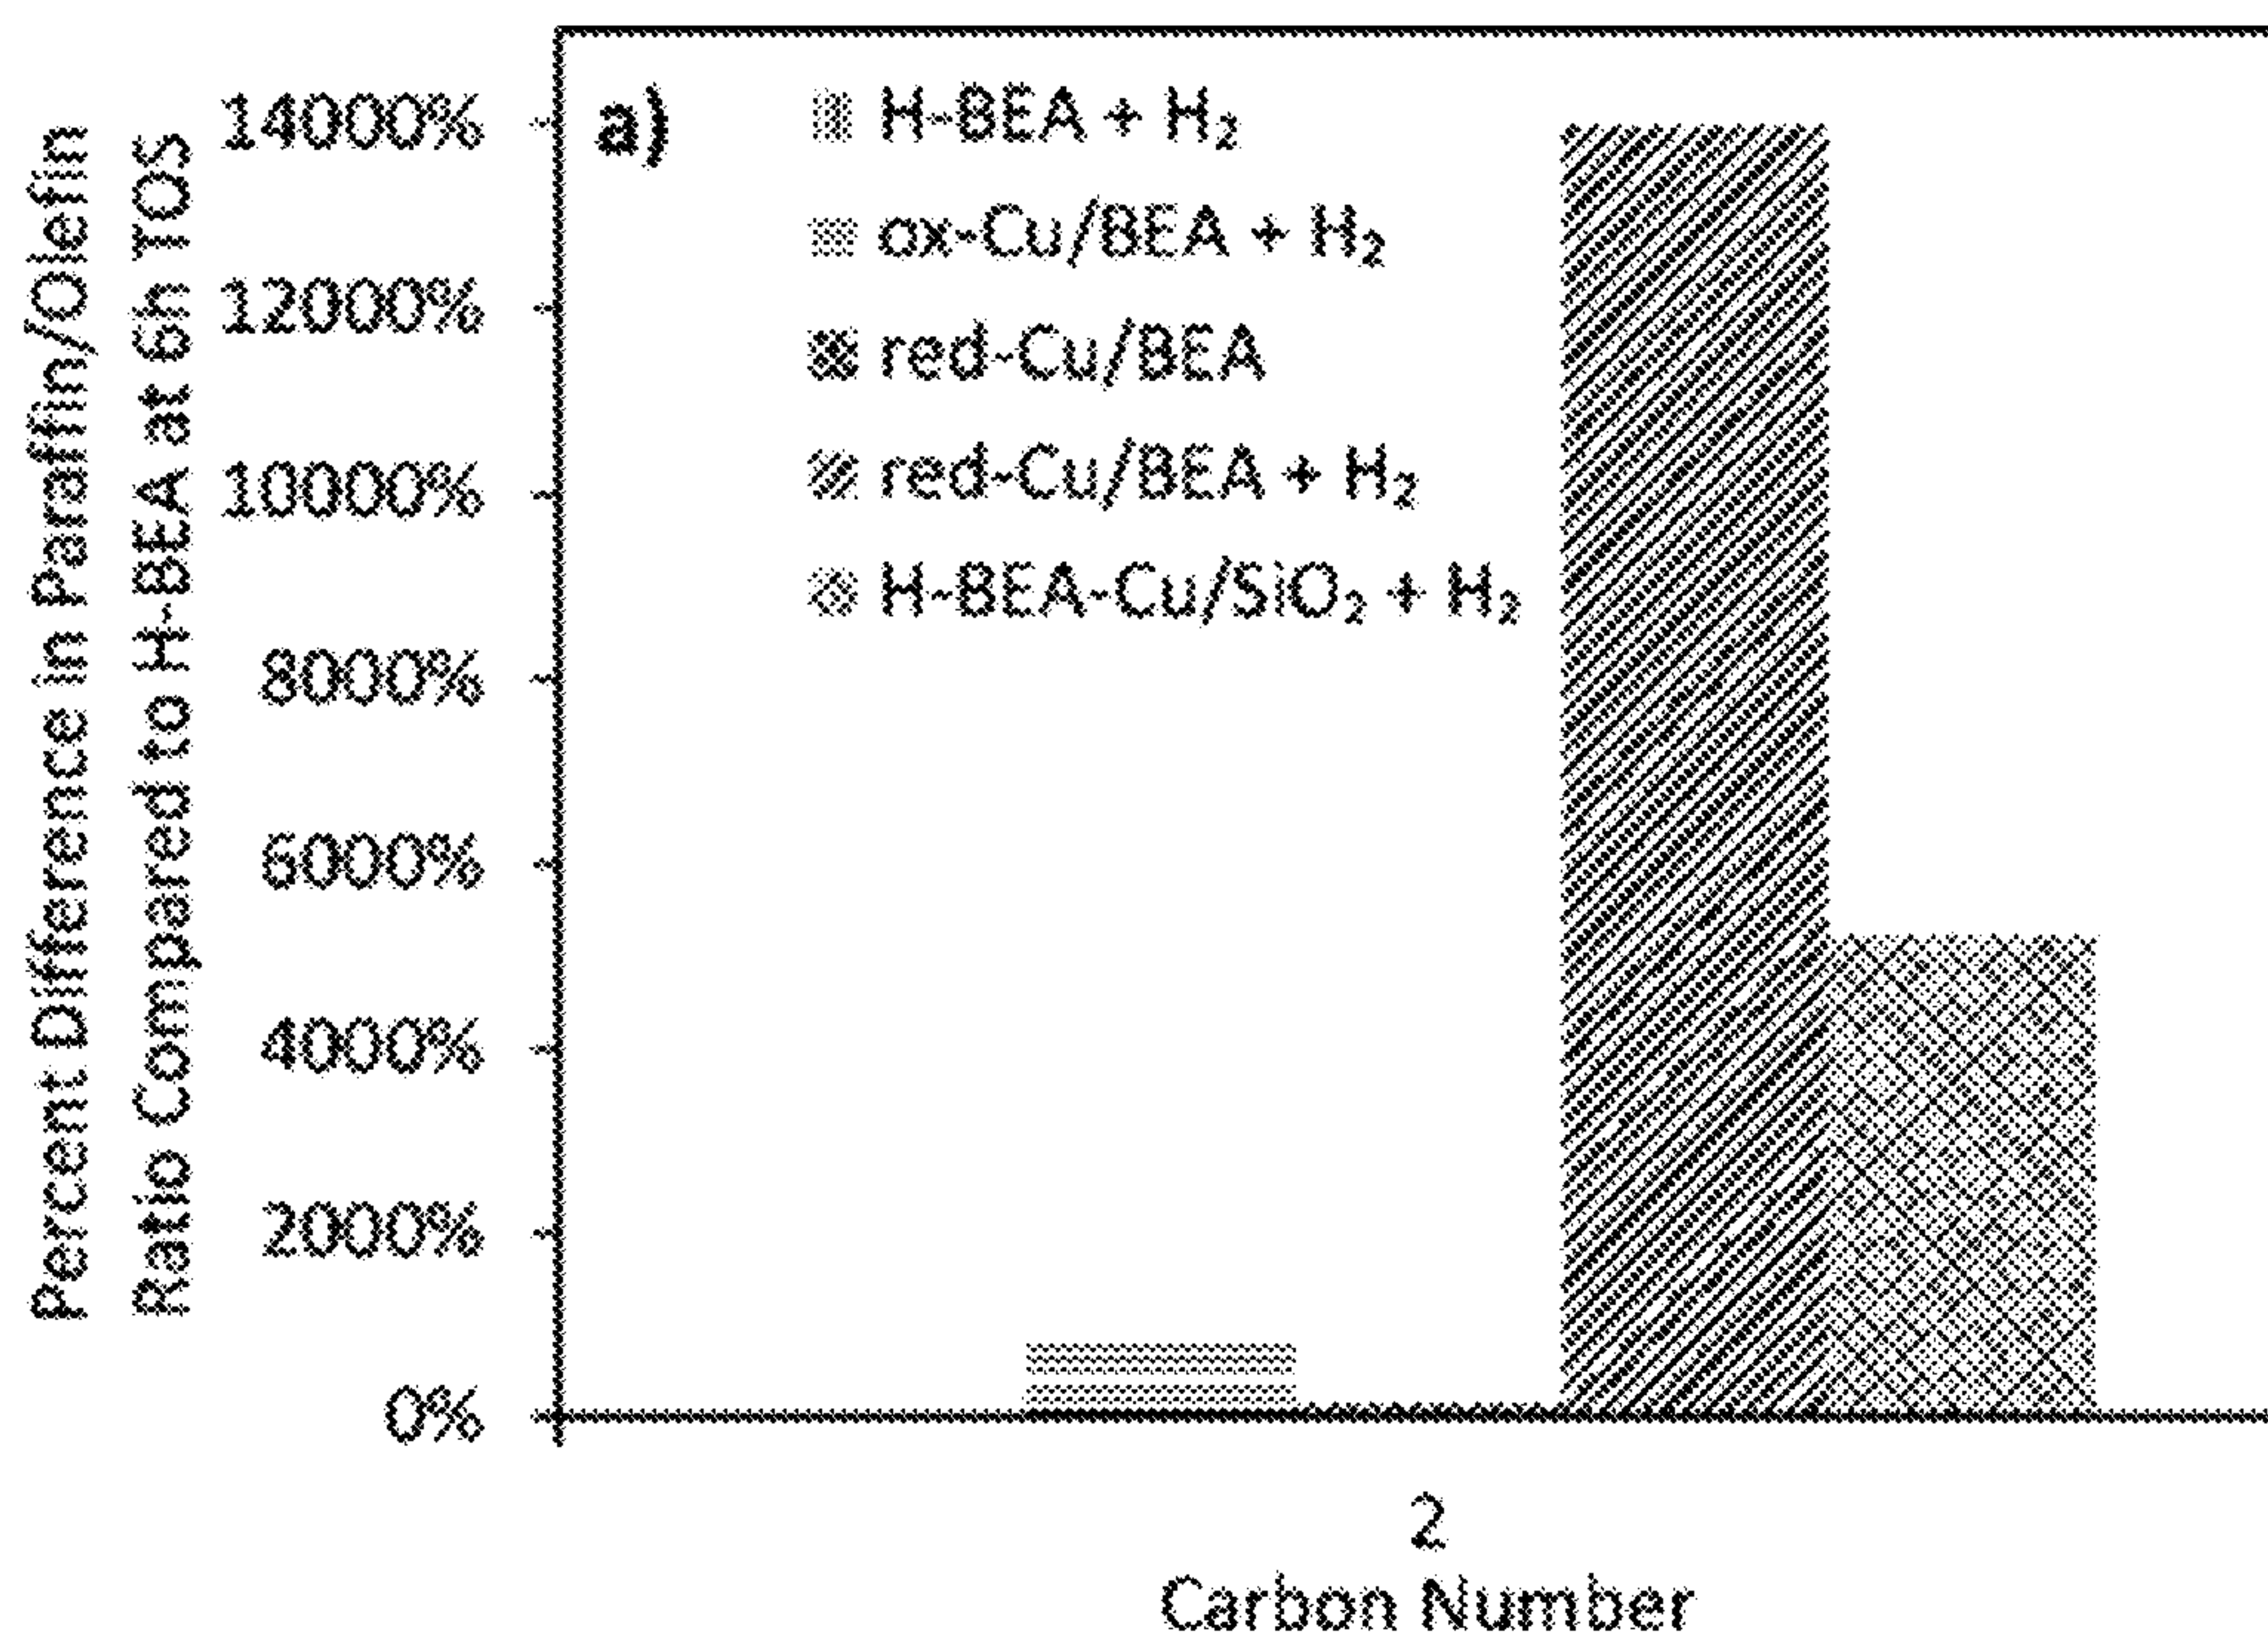 Percent Difference in Paraffin/Olefin
Ratio Compared to H-BEA at 6h TOS
14000%
12000%
10000%
8000%
6000%
4000%
2000%
0%
a)
H-BEA + H₂
ox-Cu/BEA + H₂
red-Cu/BEA
red-Cu/BEA + H₂
H-BEA-Cu/SiO₂ + H₂
2
Carbon Number